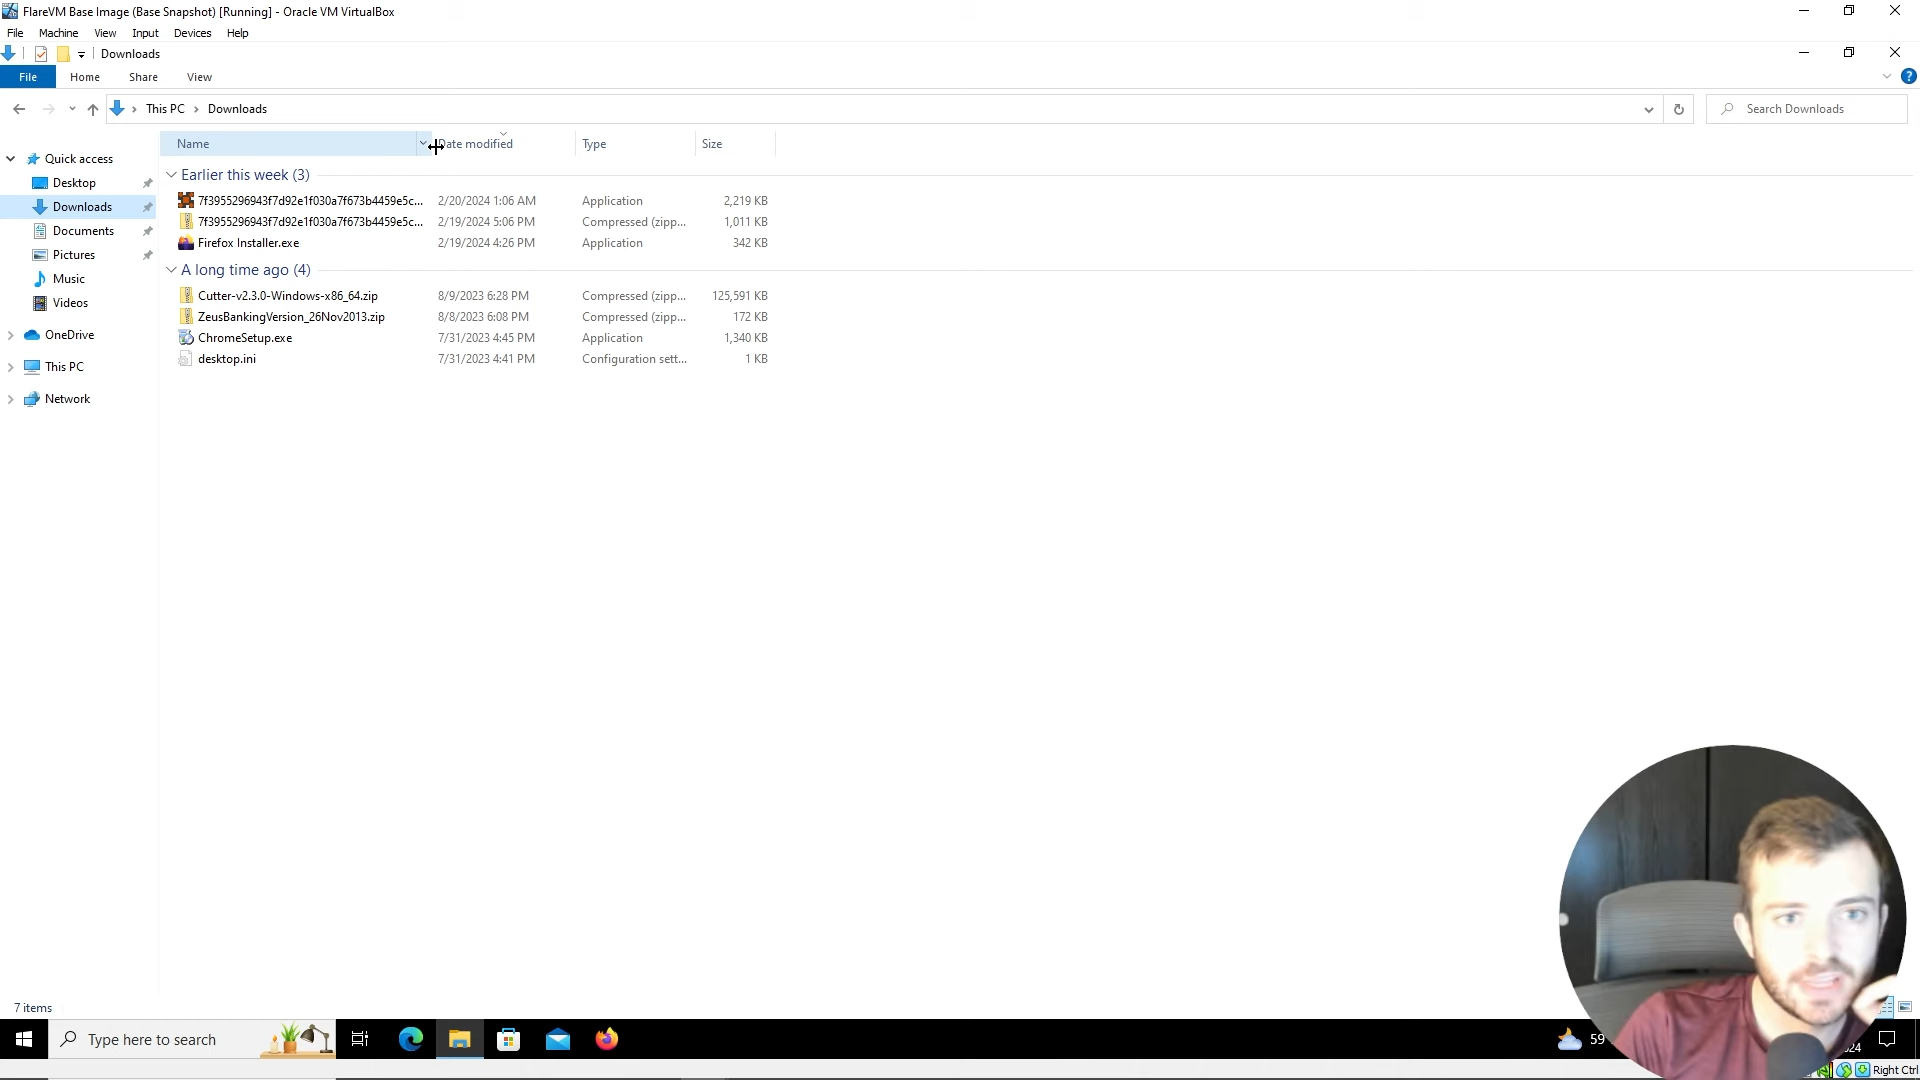 FlareVM Base Image (Base Snapshot) [Running] - Oracle VM VirtualBox
File Machine View Input Devices Help
Downloads
File Home Share View
This PC Downloads
Search Downloads
Name Date modified Type Size
Quick access
Desktop
Downloads
Documents
Pictures
Music
Videos
OneDrive
This PC
Network
Earlier this week (3)
7f3955296943f7d92e1f030a7f673b4459e5c... 2/20/2024 1:06 AM Application 2,219 KB
7f3955296943f7d92e1f030a7f673b4459e5c... 2/19/2024 5:06 PM Compressed (zipp... 1,011 KB
Firefox Installer.exe 2/19/2024 4:26 PM Application 342 KB
A long time ago (4)
Cutter-v2.3.0-Windows-x86_64.zip 8/9/2023 6:28 PM Compressed (zipp... 125,591 KB
ZeusBankingVersion_26Nov2013.zip 8/8/2023 6:08 PM Compressed (zipp... 172 KB
ChromeSetup.exe 7/31/2023 4:45 PM Application 1,340 KB
desktop.ini 7/31/2023 4:41 PM Configuration sett... 1 KB
7 items
Type here to search
59
Right Ctrl